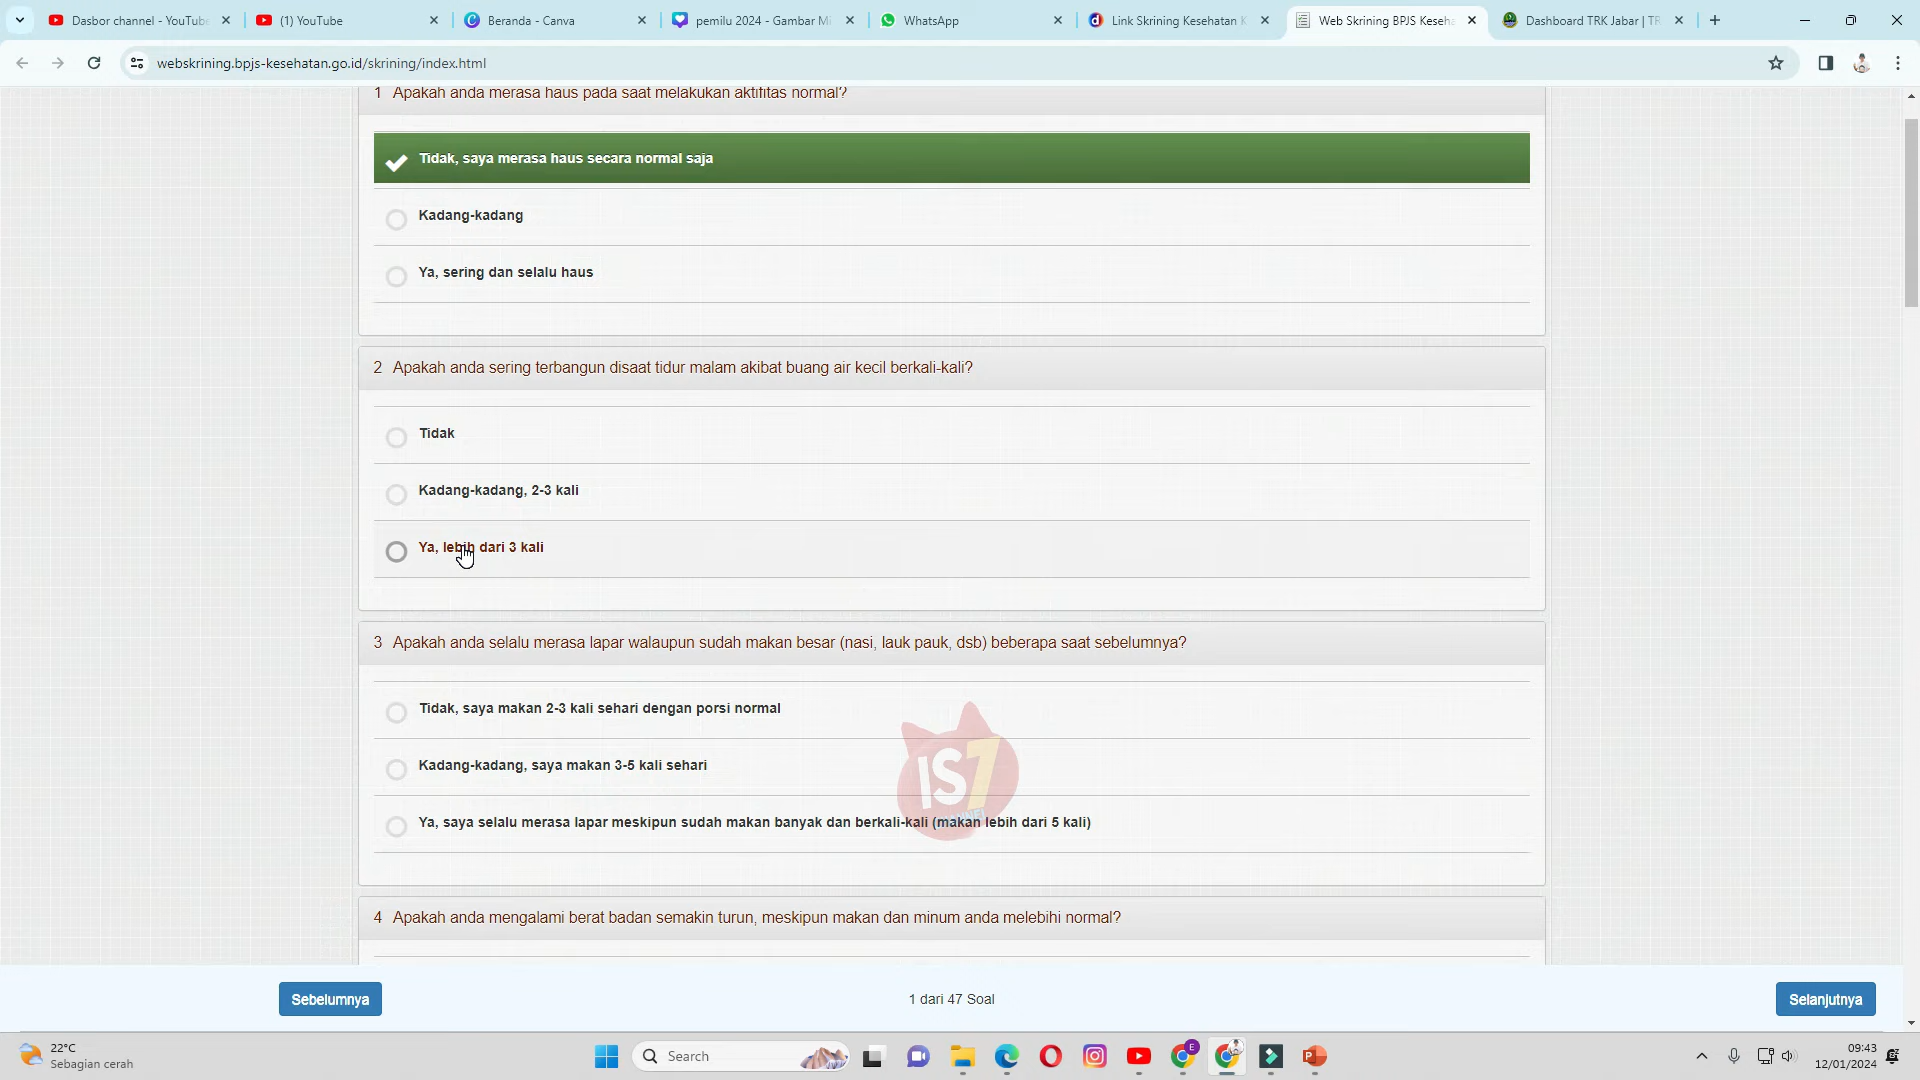 Dasbor channel - YouTube
(1) YouTube
Beranda - Canva
pemilu 2024 - Gambar Mi
WhatsApp
Link Skrining Kesehatan K
Web Skrining BPJS Keseha
Dashboard TRK Jabar | TR
webskrining.bpjs-kesehatan.go.id/skrining/index.html
1 Apakah anda merasa haus pada saat melakukan aktifitas normal?
Tidak, saya merasa haus secara normal saja
Kadang-kadang
Ya, sering dan selalu haus
2 Apakah anda sering terbangun disaat tidur malam akibat buang air kecil berkali-kali?
Tidak
Kadang-kadang, 2-3 kali
Ya, lebih dari 3 kali
3 Apakah anda selalu merasa lapar walaupun sudah makan besar (nasi, lauk pauk, dsb) beberapa saat sebelumnya?
Tidak, saya makan 2-3 kali sehari dengan porsi normal
Kadang-kadang, saya makan 3-5 kali sehari
IS7
Ya, saya selalu merasa lapar meskipun sudah makan banyak dan berkali-kali (makan lebih dari 5 kali)
4 Apakah anda mengalami berat badan semakin turun, meskipun makan dan minum anda melebihi normal?
Sebelumnya
1 dari 47 Soal
Selanjutnya
22°C
Sebagian cerah
Search
E
09:43
12/01/2024